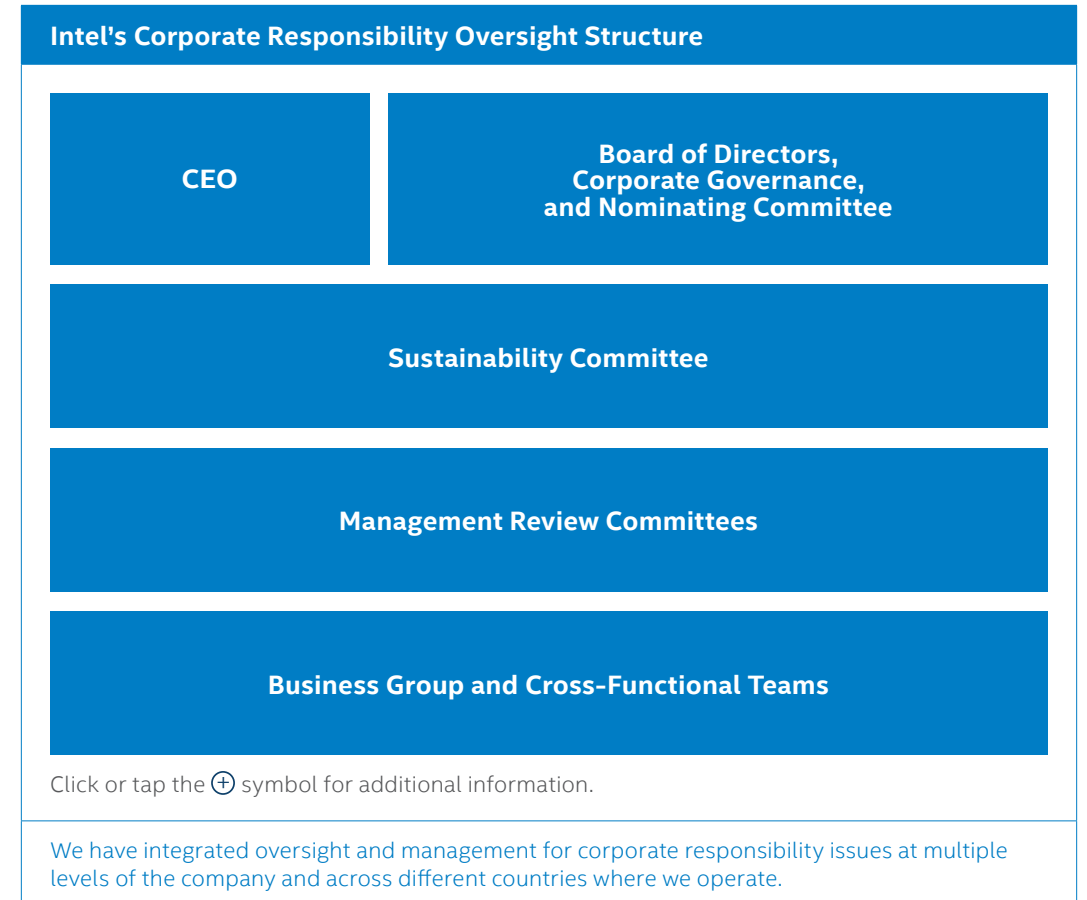 Intel’s Corporate Responsibility Oversight Structure
CEO
Board of Directors,
Corporate Governance,
and Nominating Committee
Sustainability Committee
Management Review Committees
Business Group and Cross-Functional Teams
Click or tap the ⊕ symbol for additional information.
We have integrated oversight and management for corporate responsibility issues at multiple
levels of the company and across different countries where we operate.